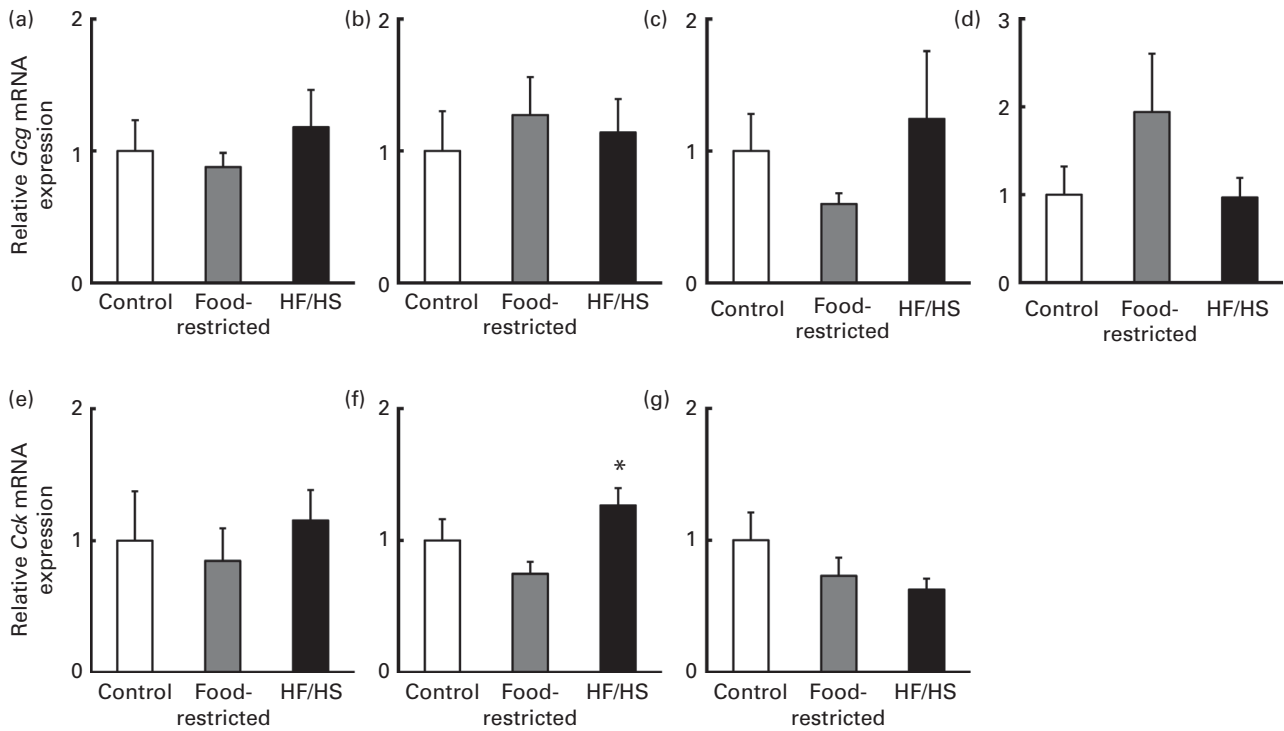 (a)
Relative Gcg mRNA
expression
2
1
0
Control
Food-
restricted
HF/HS
(b)
2
1
0
Control
Food-
restricted
HF/HS
(c)
2
1
0
Control
Food-
restricted
HF/HS
(d)
3
2
1
0
Control
Food-
restricted
HF/HS
(e)
Relative Cck mRNA
expression
2
1
0
Control
Food-
restricted
HF/HS
(f)
2
1
0
*
Control
Food-
restricted
HF/HS
(g)
2
1
0
Control
Food-
restricted
HF/HS